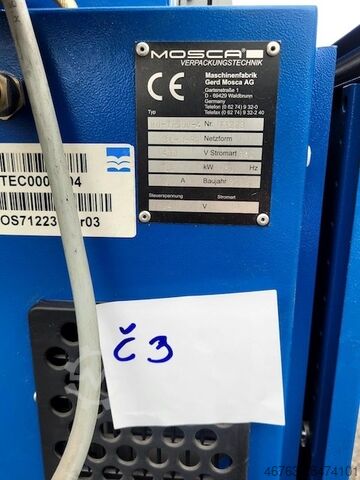 MOSCA
VERPACKUNGSTECHNIK
CE
Maschinenfabrik
Gerd Mosca AG
Gartenstraße 1
D - 69429 Waldbrunn
Germany
Telefon (0 62 74) 9 32-0
Telefax (0 62 74) 9 32-2 40
Typ
Nr.
Netzform
V Stromart
kW
Hz
A
Baujahr
Steuerspannung
Stromart
V
TEC000
04
OS71223
r03
č 3